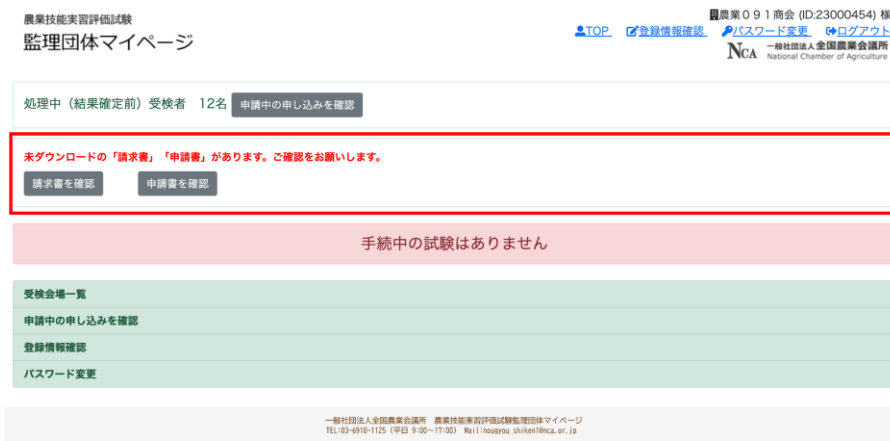 農業技能実習評価試験
監理団体マイページ
農業０９１商会 (ID:23000454) 様
TOP 登録情報確認 パスワード変更 ログアウト
NCA 一般社団法人 全国農業会議所
National Chamber of Agriculture
処理中（結果確定前）受検者 12名 申請中の申し込みを確認
未ダウンロードの「請求書」「申請書」があります。ご確認をお願いします。
請求書を確認 申請書を確認
手続中の試験はありません
受検会場一覧
申請中の申し込みを確認
登録情報確認
パスワード変更
一般社団法人全国農業会議所 農業技能実習評価試験監理団体マイページ
TEL:03-6910-1125（平日 9:00～17:00） Mail:nougyou_shiken1@nca.or.jp